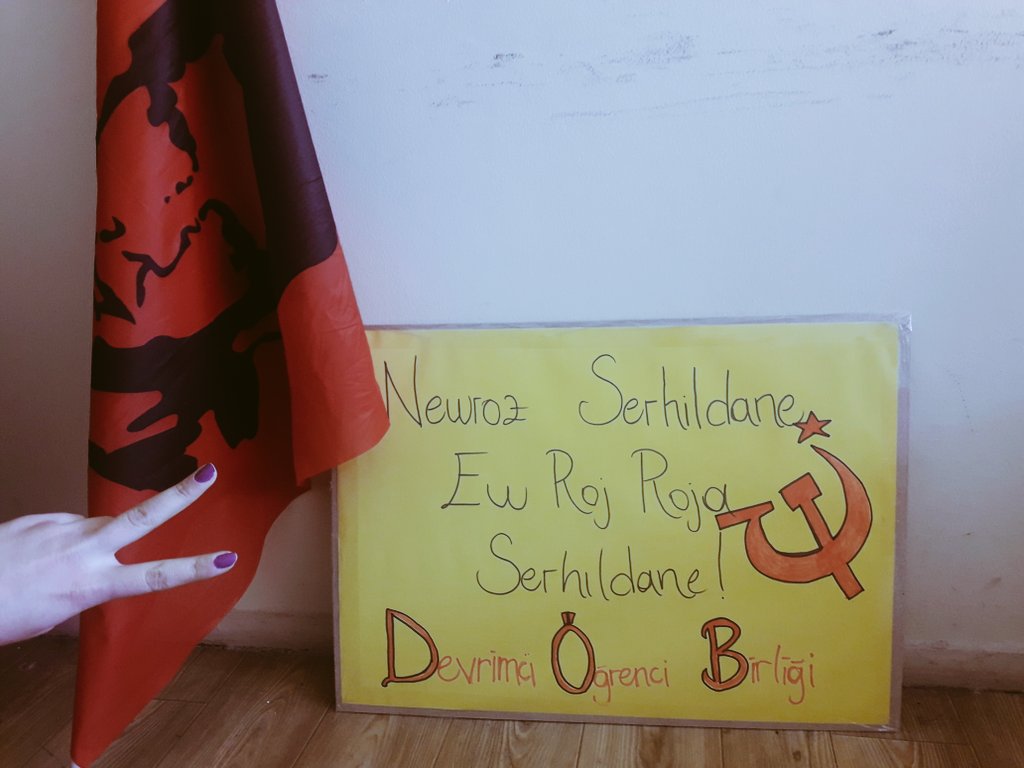 Newroz Serhildane
Ew Roj Roja
Serhildane!
Devrimci Öğrenci Birliği